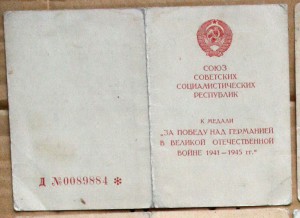 Д №0089884 *
СОЮЗ
СОВЕТСКИХ
СОЦИАЛИСТИЧЕСКИХ
РЕСПУБЛИК
К МЕДАЛИ
"ЗА ПОБЕДУ НАД ГЕРМАНИЕЙ
В ВЕЛИКОЙ ОТЕЧЕСТВЕННОЙ
ВОЙНЕ 1941—1945 гг."